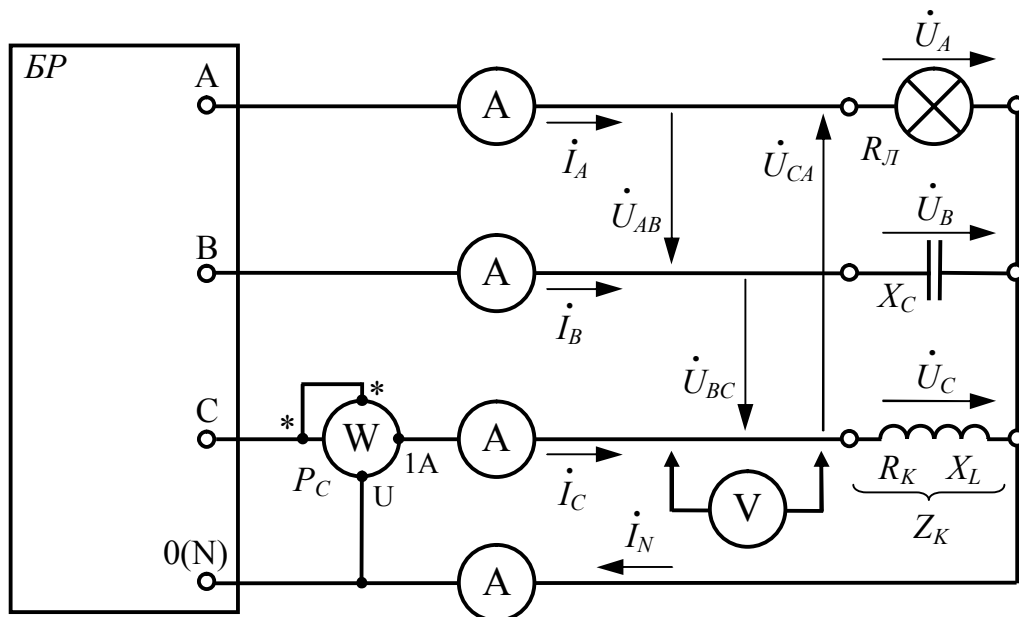 БР
A
A
İ_A
U̇_AB
U̇_CA
U̇_A
R_Л
B
A
İ_B
U̇_BC
U̇_B
X_C
C
*
*
W
P_C
U
1A
A
İ_C
V
U̇_C
R_K X_L
Z_K
0(N)
A
İ_N